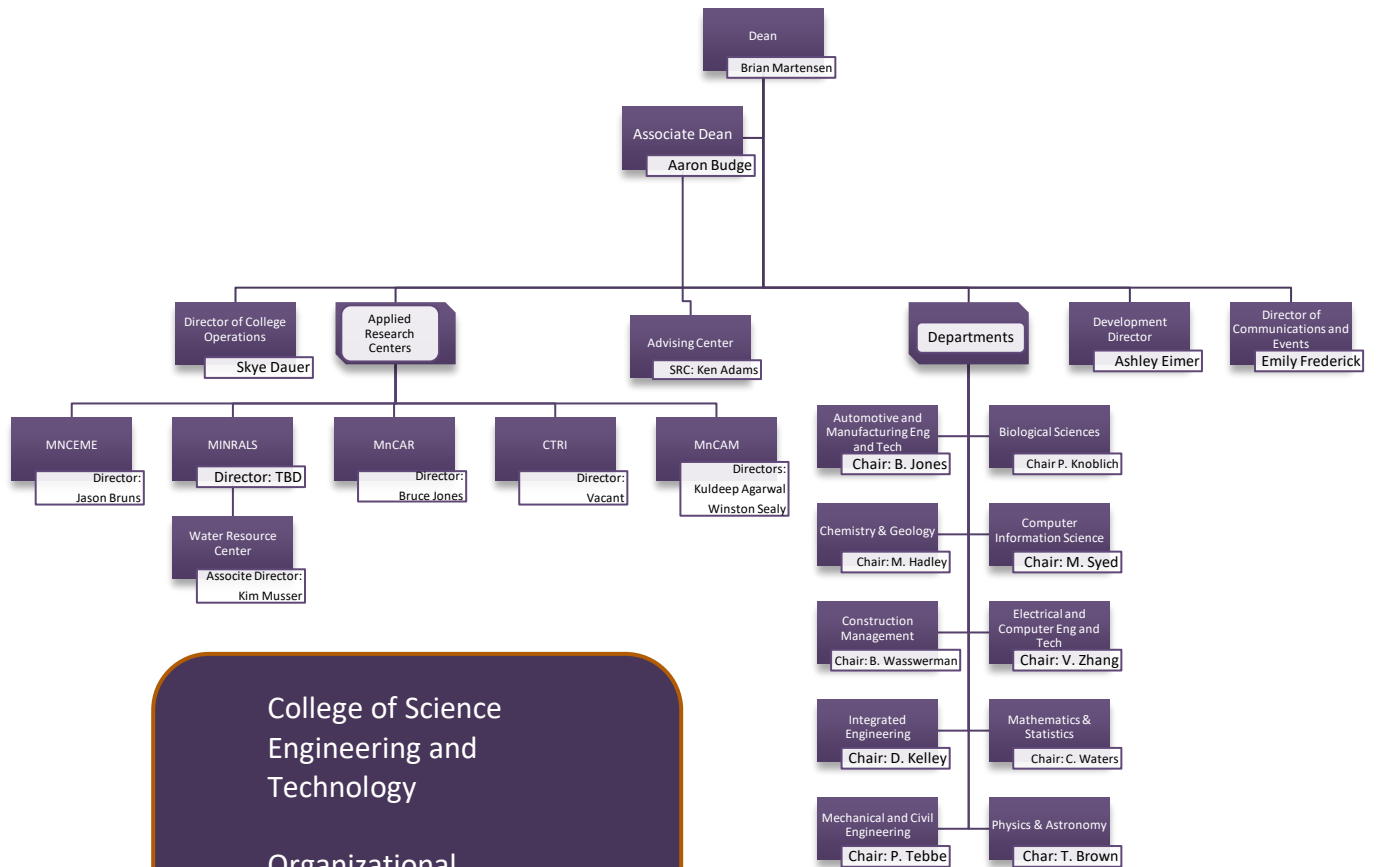 Dean
Brian Martensen
Associate Dean
Aaron Budge
Director of College
Operations
Skye Dauer
Applied
Research
Centers
Advising Center
SRC: Ken Adams
Departments
Development
Director
Ashley Eimer
Director of
Communications and
Events
Emily Frederick
MNCEME
Director:
Jason Bruns
MINRALS
Director: TBD
MnCAR
Director:
Bruce Jones
CTRI
Director:
Vacant
MnCAM
Directors:
Kuldeep Agarwal
Winston Sealy
Water Resource
Center
Associte Director:
Kim Musser
Automotive and
Manufacturing Eng
and Tech
Chair: B. Jones
Biological Sciences
Chair P. Knoblich
Chemistry & Geology
Chair: M. Hadley
Computer
Information Science
Chair: M. Syed
Construction
Management
Chair: B. Wasswerman
Electrical and
Computer Eng and
Tech
Chair: V. Zhang
Integrated
Engineering
Chair: D. Kelley
Mathematics &
Statistics
Chair: C. Waters
Mechanical and Civil
Engineering
Chair: P. Tebbe
Physics & Astronomy
Char: T. Brown
College of Science
Engineering and
Technology
Organizational